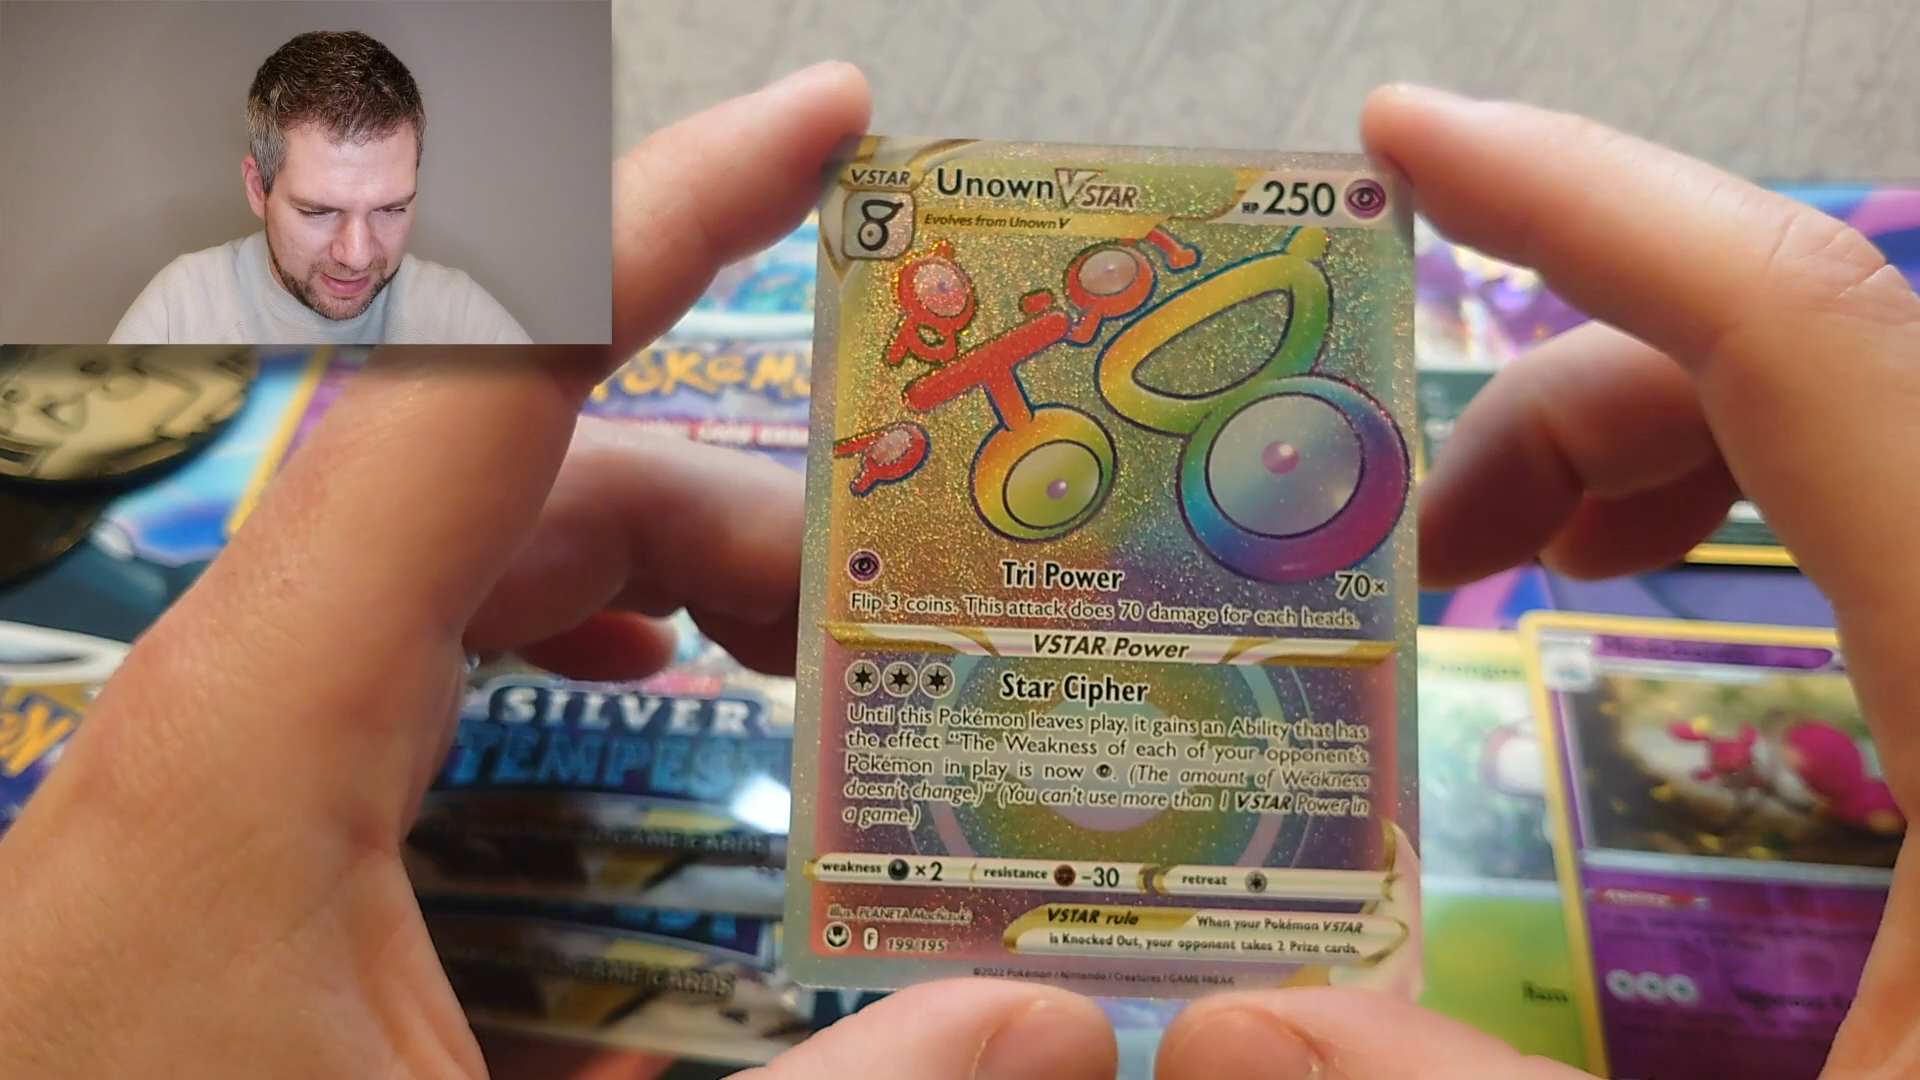 VSTAR
Unown VSTAR
HP 250
Evolves from Unown V
Tri Power
70×
Flip 3 coins. This attack does 70 damage for each heads.
VSTAR Power
Star Cipher
Until this Pokémon leaves play, it gains an Ability that has
the effect "The Weakness of each of your opponent's
Pokémon in play is now . (The amount of Weakness
doesn't change.)" (You can't use more than 1 VSTAR Power in
a game.)
weakness ×2
resistance -30
retreat
Illus. PLANETA Mochizuki
VSTAR rule
When your Pokémon VSTAR
is Knocked Out, your opponent takes 2 Prize cards.
F
199/195
©2022 Pokémon / Nintendo / Creatures / GAME FREAK
POKÉMON
SILVER
TEMPEST
GAME CARDS
GAME CARDS